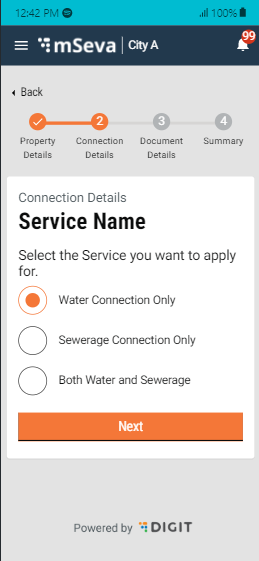 12:42 PM
100%
mSeva City A
99
Back
2 3 4
Property Details
Connection Details
Document Details
Summary
Connection Details
Service Name
Select the Service you want to apply
for.
Water Connection Only
Sewerage Connection Only
Both Water and Sewerage
Next
Powered by DIGIT